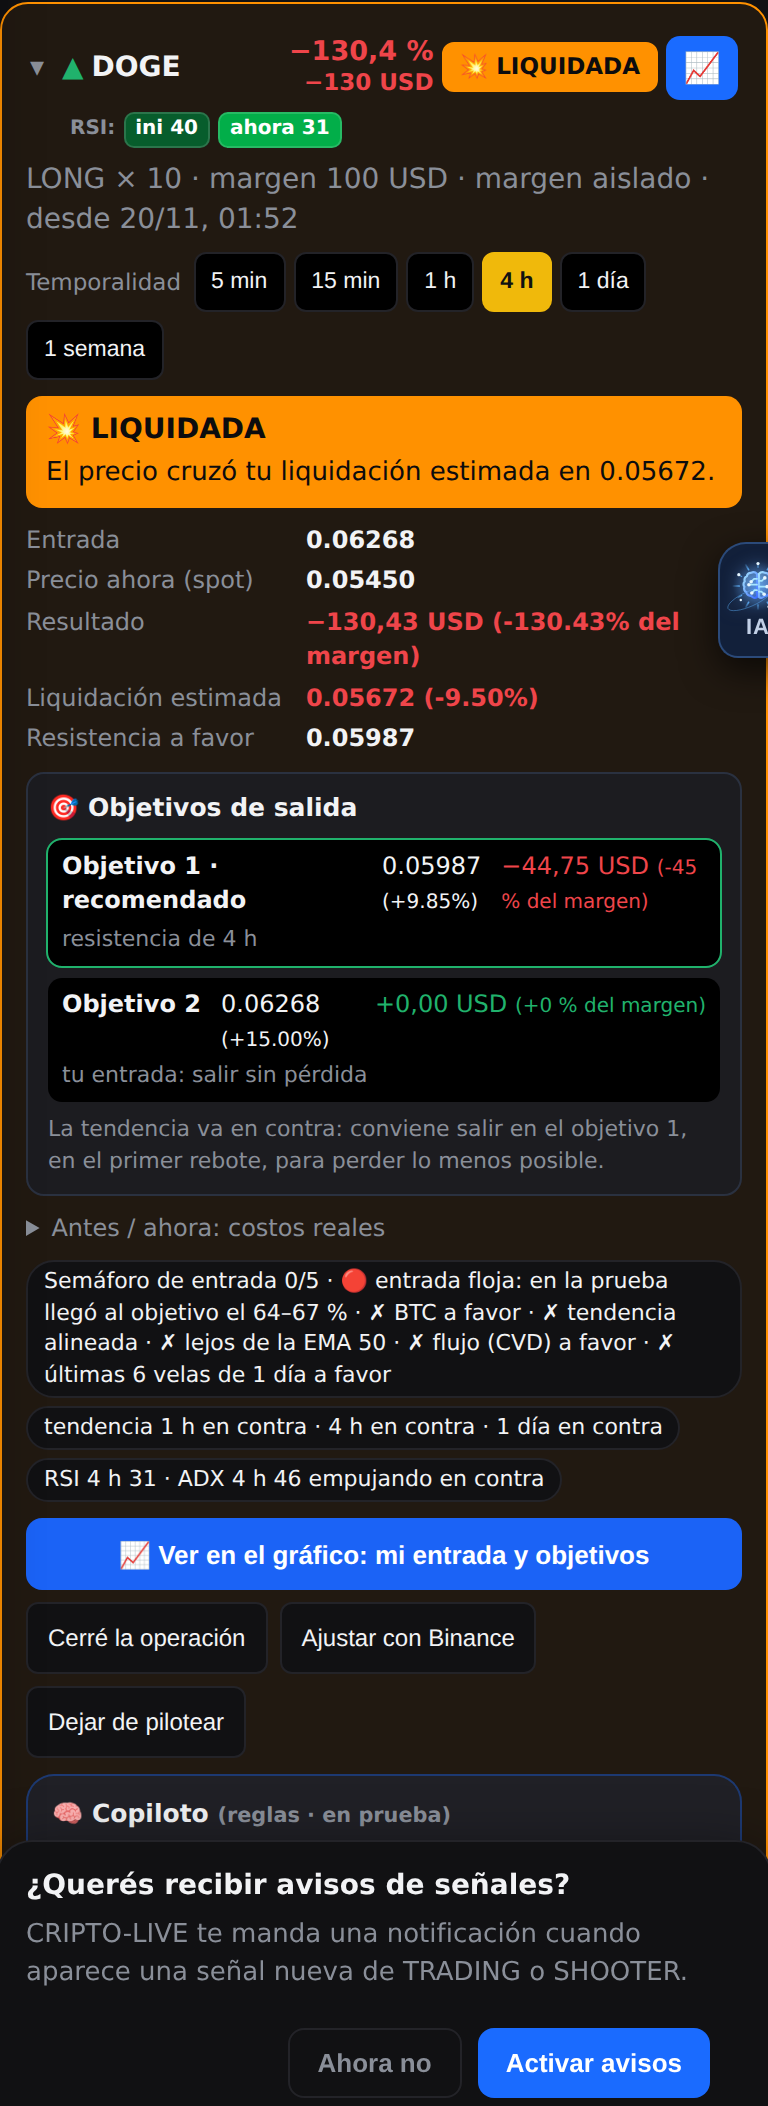 ▼ ▲ DOGE −130,4 % −130 USD 💥 LIQUIDADA 📈
RSI: ini 40 ahora 31
LONG × 10 · margen 100 USD · margen aislado ·
desde 20/11, 01:52
Temporalidad 5 min 15 min 1 h 4 h 1 día
1 semana
💥 LIQUIDADA
El precio cruzó tu liquidación estimada en 0.05672.
Entrada 0.06268
Precio ahora (spot) 0.05450
IA
Resultado −130,43 USD (-130.43% del
margen)
Liquidación estimada 0.05672 (-9.50%)
Resistencia a favor 0.05987
🎯 Objetivos de salida
Objetivo 1 · 0.05987 −44,75 USD (-45
recomendado (+9.85%) % del margen)
resistencia de 4 h
Objetivo 2 0.06268 +0,00 USD (+0 % del margen)
(+15.00%)
tu entrada: salir sin pérdida
La tendencia va en contra: conviene salir en el objetivo 1,
en el primer rebote, para perder lo menos posible.
▶ Antes / ahora: costos reales
Semáforo de entrada 0/5 · 🔴 entrada floja: en la prueba
llegó al objetivo el 64–67 % · ✗ BTC a favor · ✗ tendencia
alineada · ✗ lejos de la EMA 50 · ✗ flujo (CVD) a favor · ✗
últimas 6 velas de 1 día a favor
tendencia 1 h en contra · 4 h en contra · 1 día en contra
RSI 4 h 31 · ADX 4 h 46 empujando en contra
📈 Ver en el gráfico: mi entrada y objetivos
Cerré la operación Ajustar con Binance
Dejar de pilotear
🧠 Copiloto (reglas · en prueba)
¿Querés recibir avisos de señales?
CRIPTO-LIVE te manda una notificación cuando
aparece una señal nueva de TRADING o SHOOTER.
Ahora no Activar avisos